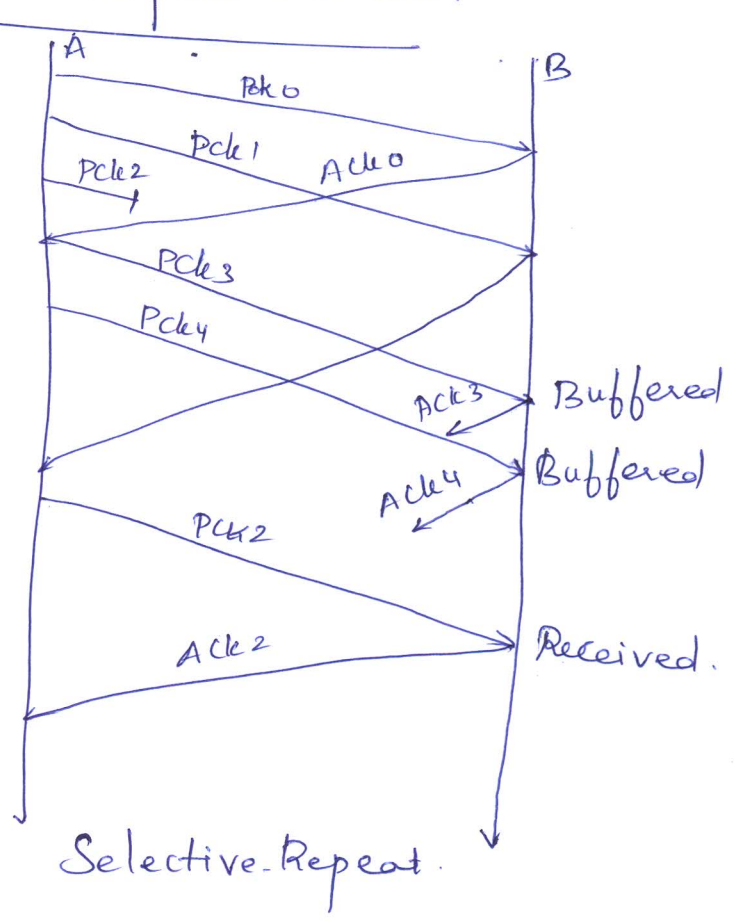 A
B
Pck 0
Pck 1
Ack 0
Pck 2
Pck 3
Pck 4
Ack 3
Buffered
Ack 4
Buffered
Pck 2
Ack 2
Received.
Selective-Repeat.